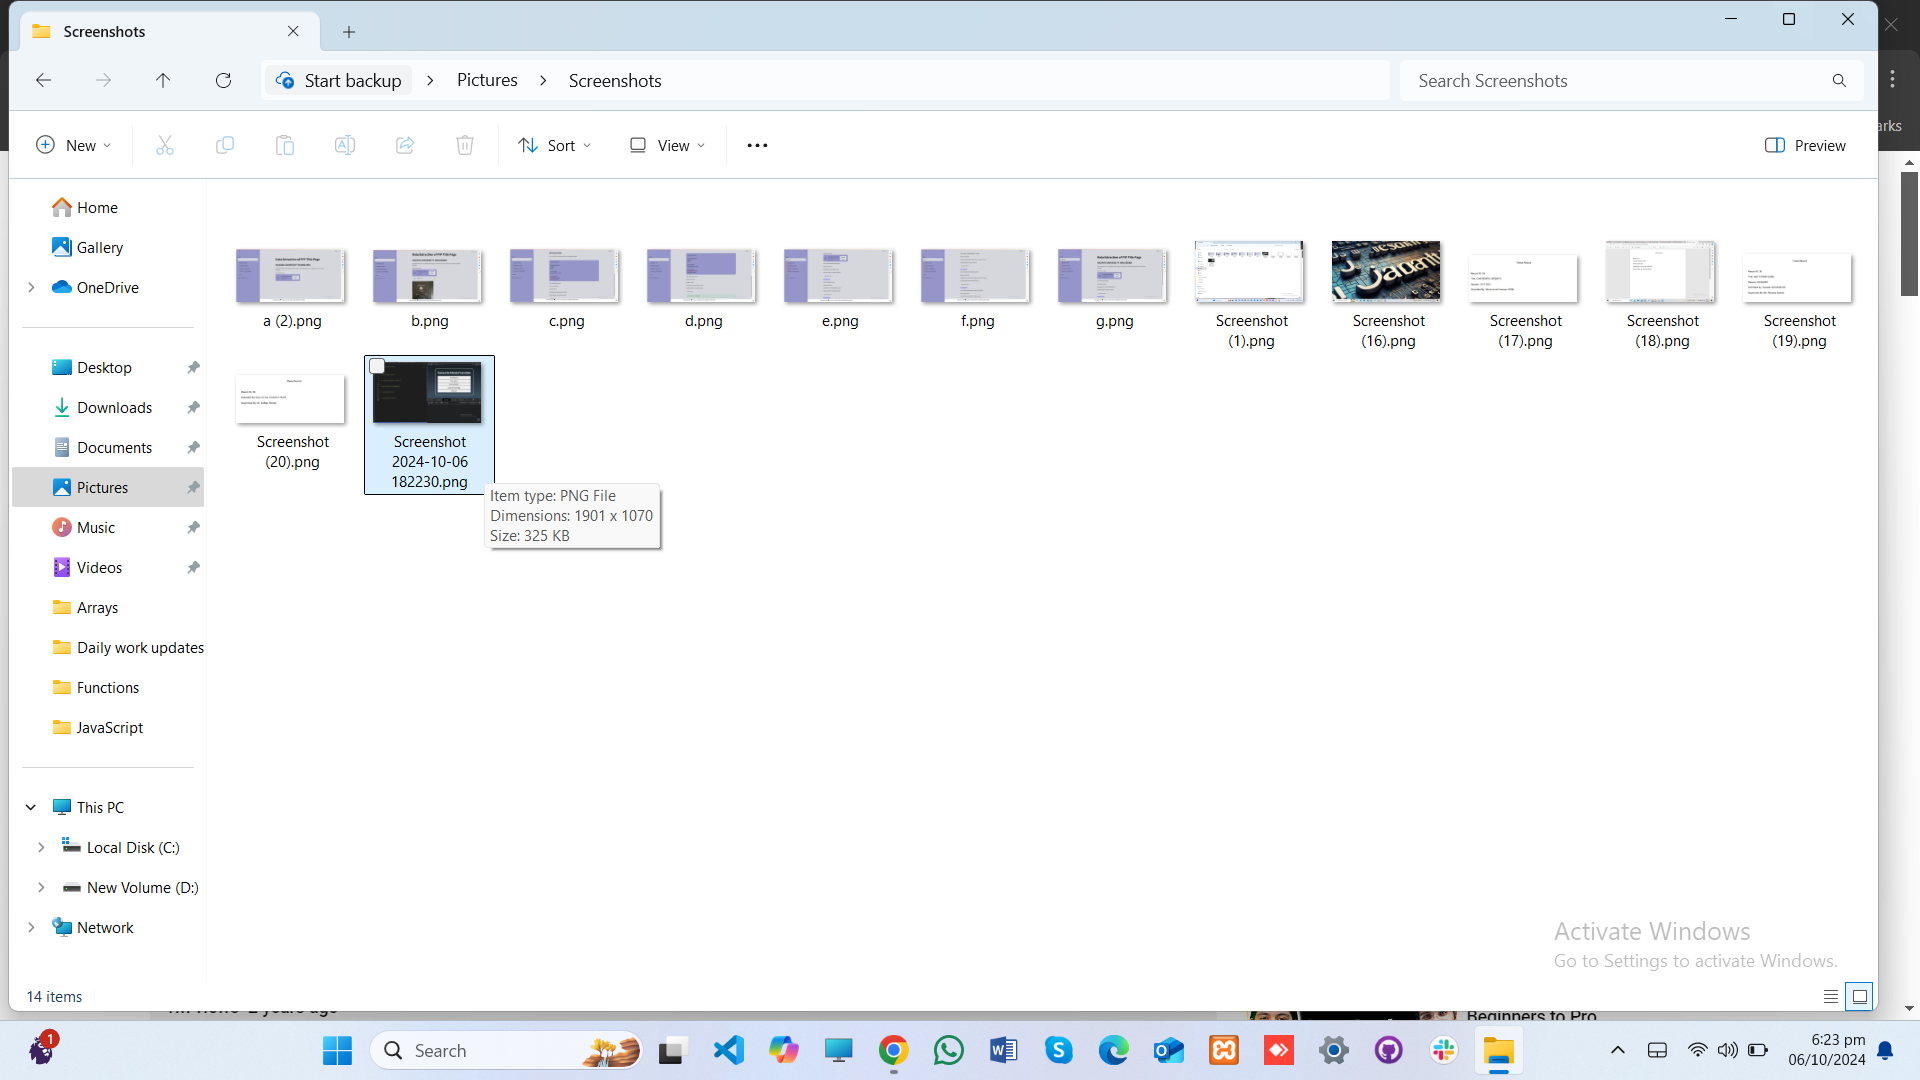 Screenshots
Start backup
Pictures
Screenshots
Search Screenshots
arks
New
Sort
View
Preview
Home
Gallery
OneDrive
Desktop
Downloads
Documents
Pictures
Music
Videos
Arrays
Daily work updates
Functions
JavaScript
This PC
Local Disk (C:)
New Volume (D:)
Network
a (2).png
b.png
c.png
d.png
e.png
f.png
g.png
Screenshot
(1).png
Screenshot
(16).png
Screenshot
(17).png
Screenshot
(18).png
Screenshot
(19).png
Screenshot
(20).png
Screenshot
2024-10-06
182230.png
Item type: PNG File
Dimensions: 1901 x 1070
Size: 325 KB
Activate Windows
Go to Settings to activate Windows.
14 items
2 years ago
Beginners to Pro
1
Search
6:23 pm
06/10/2024